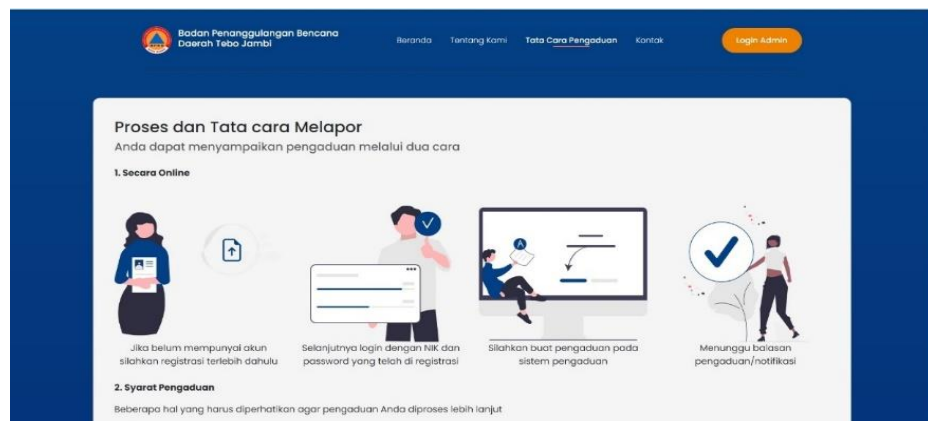 Badan Penanggulangan Bencana
Daerah Tebo Jambi
Beranda
Tentang Kami
Tata Cara Pengaduan
Kontak
Login Admin
Proses dan Tata cara Melapor
Anda dapat menyampaikan pengaduan melalui dua cara
1. Secara Online
Jika belum mempunyai akun
silahkan registrasi terlebih dahulu
Selanjutnya login dengan NIK dan
password yang telah di registrasi
Silahkan buat pengaduan pada
sistem pengaduan
Menunggu balasan
pengaduan/notifikasi
2. Syarat Pengaduan
Beberapa hal yang harus diperhatikan agar pengaduan Anda diproses lebih lanjut